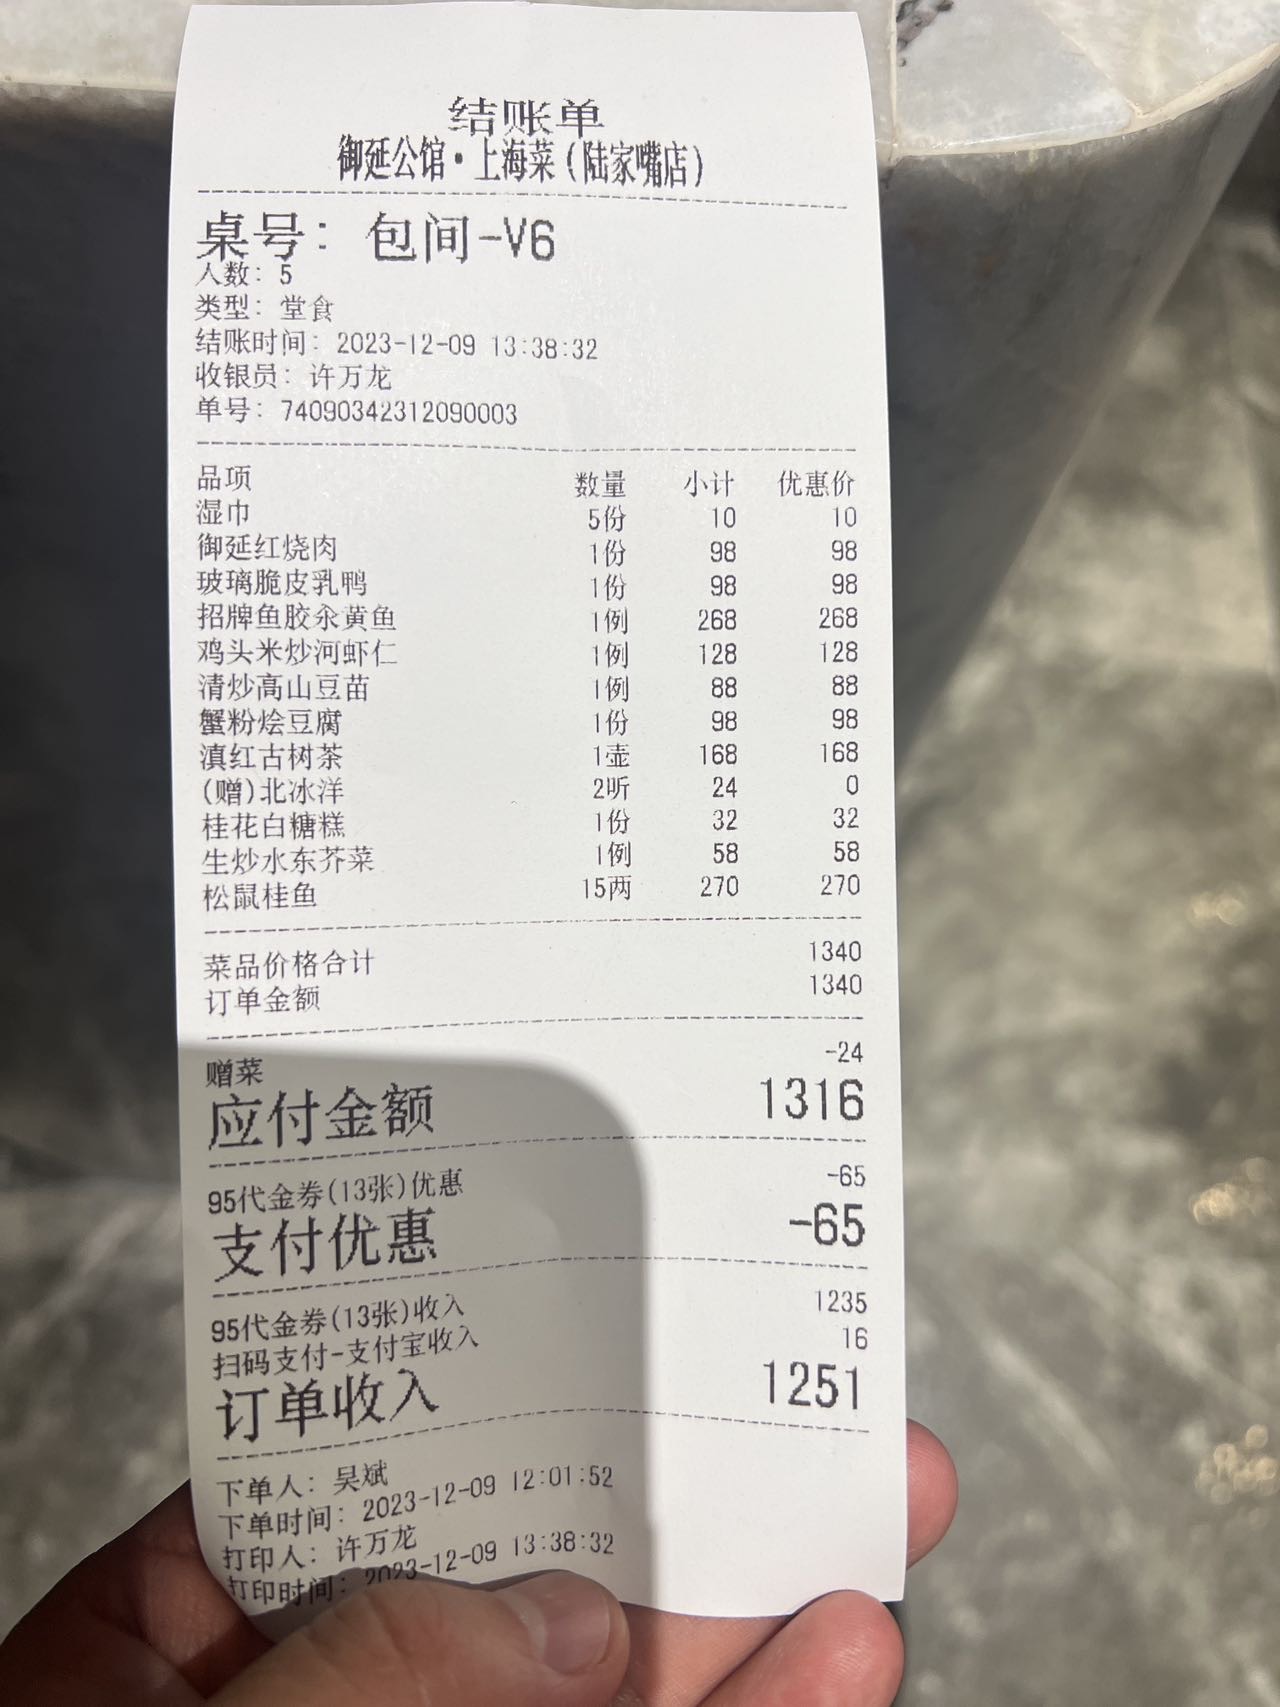 结账单
御延公馆·上海菜(陆家嘴店)
桌号: 包间-V6
人数: 5
类型: 堂食
结账时间: 2023-12-09 13:38:32
收银员: 许万龙
单号: 74090342312090003
品项 数量 小计 优惠价
湿巾 5份 10 10
御延红烧肉 1份 98 98
玻璃脆皮乳鸭 1份 98 98
招牌鱼胶汆黄鱼 1例 268 268
鸡头米炒河虾仁 1例 128 128
清炒高山豆苗 1例 88 88
蟹粉烩豆腐 1份 98 98
滇红古树茶 1壶 168 168
(赠)北冰洋 2听 24 0
桂花白糖糕 1份 32 32
生炒水东芥菜 1例 58 58
松鼠桂鱼 15两 270 270
菜品价格合计 1340
订单金额 1340
赠菜 -24
应付金额 1316
95代金券(13张)优惠 -65
支付优惠 -65
95代金券(13张)收入 1235
扫码支付-支付宝收入 16
订单收入 1251
下单人: 吴斌
下单时间: 2023-12-09 12:01:52
打印人: 许万龙
打印时间: 2023-12-09 13:38:32